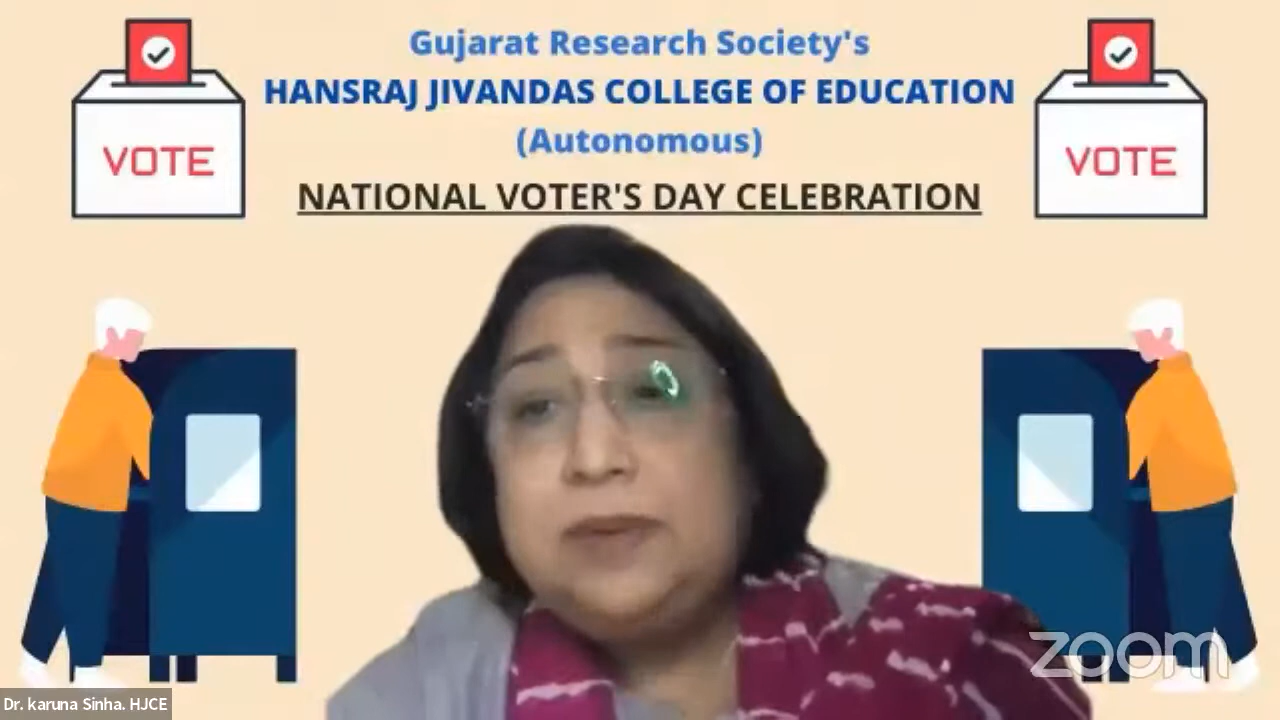 Gujarat Research Society's
HANSRAJ JIVANDAS COLLEGE OF EDUCATION
(Autonomous)
NATIONAL VOTER'S DAY CELEBRATION
VOTE
VOTE
zoom
Dr. karuna Sinha. HJCE